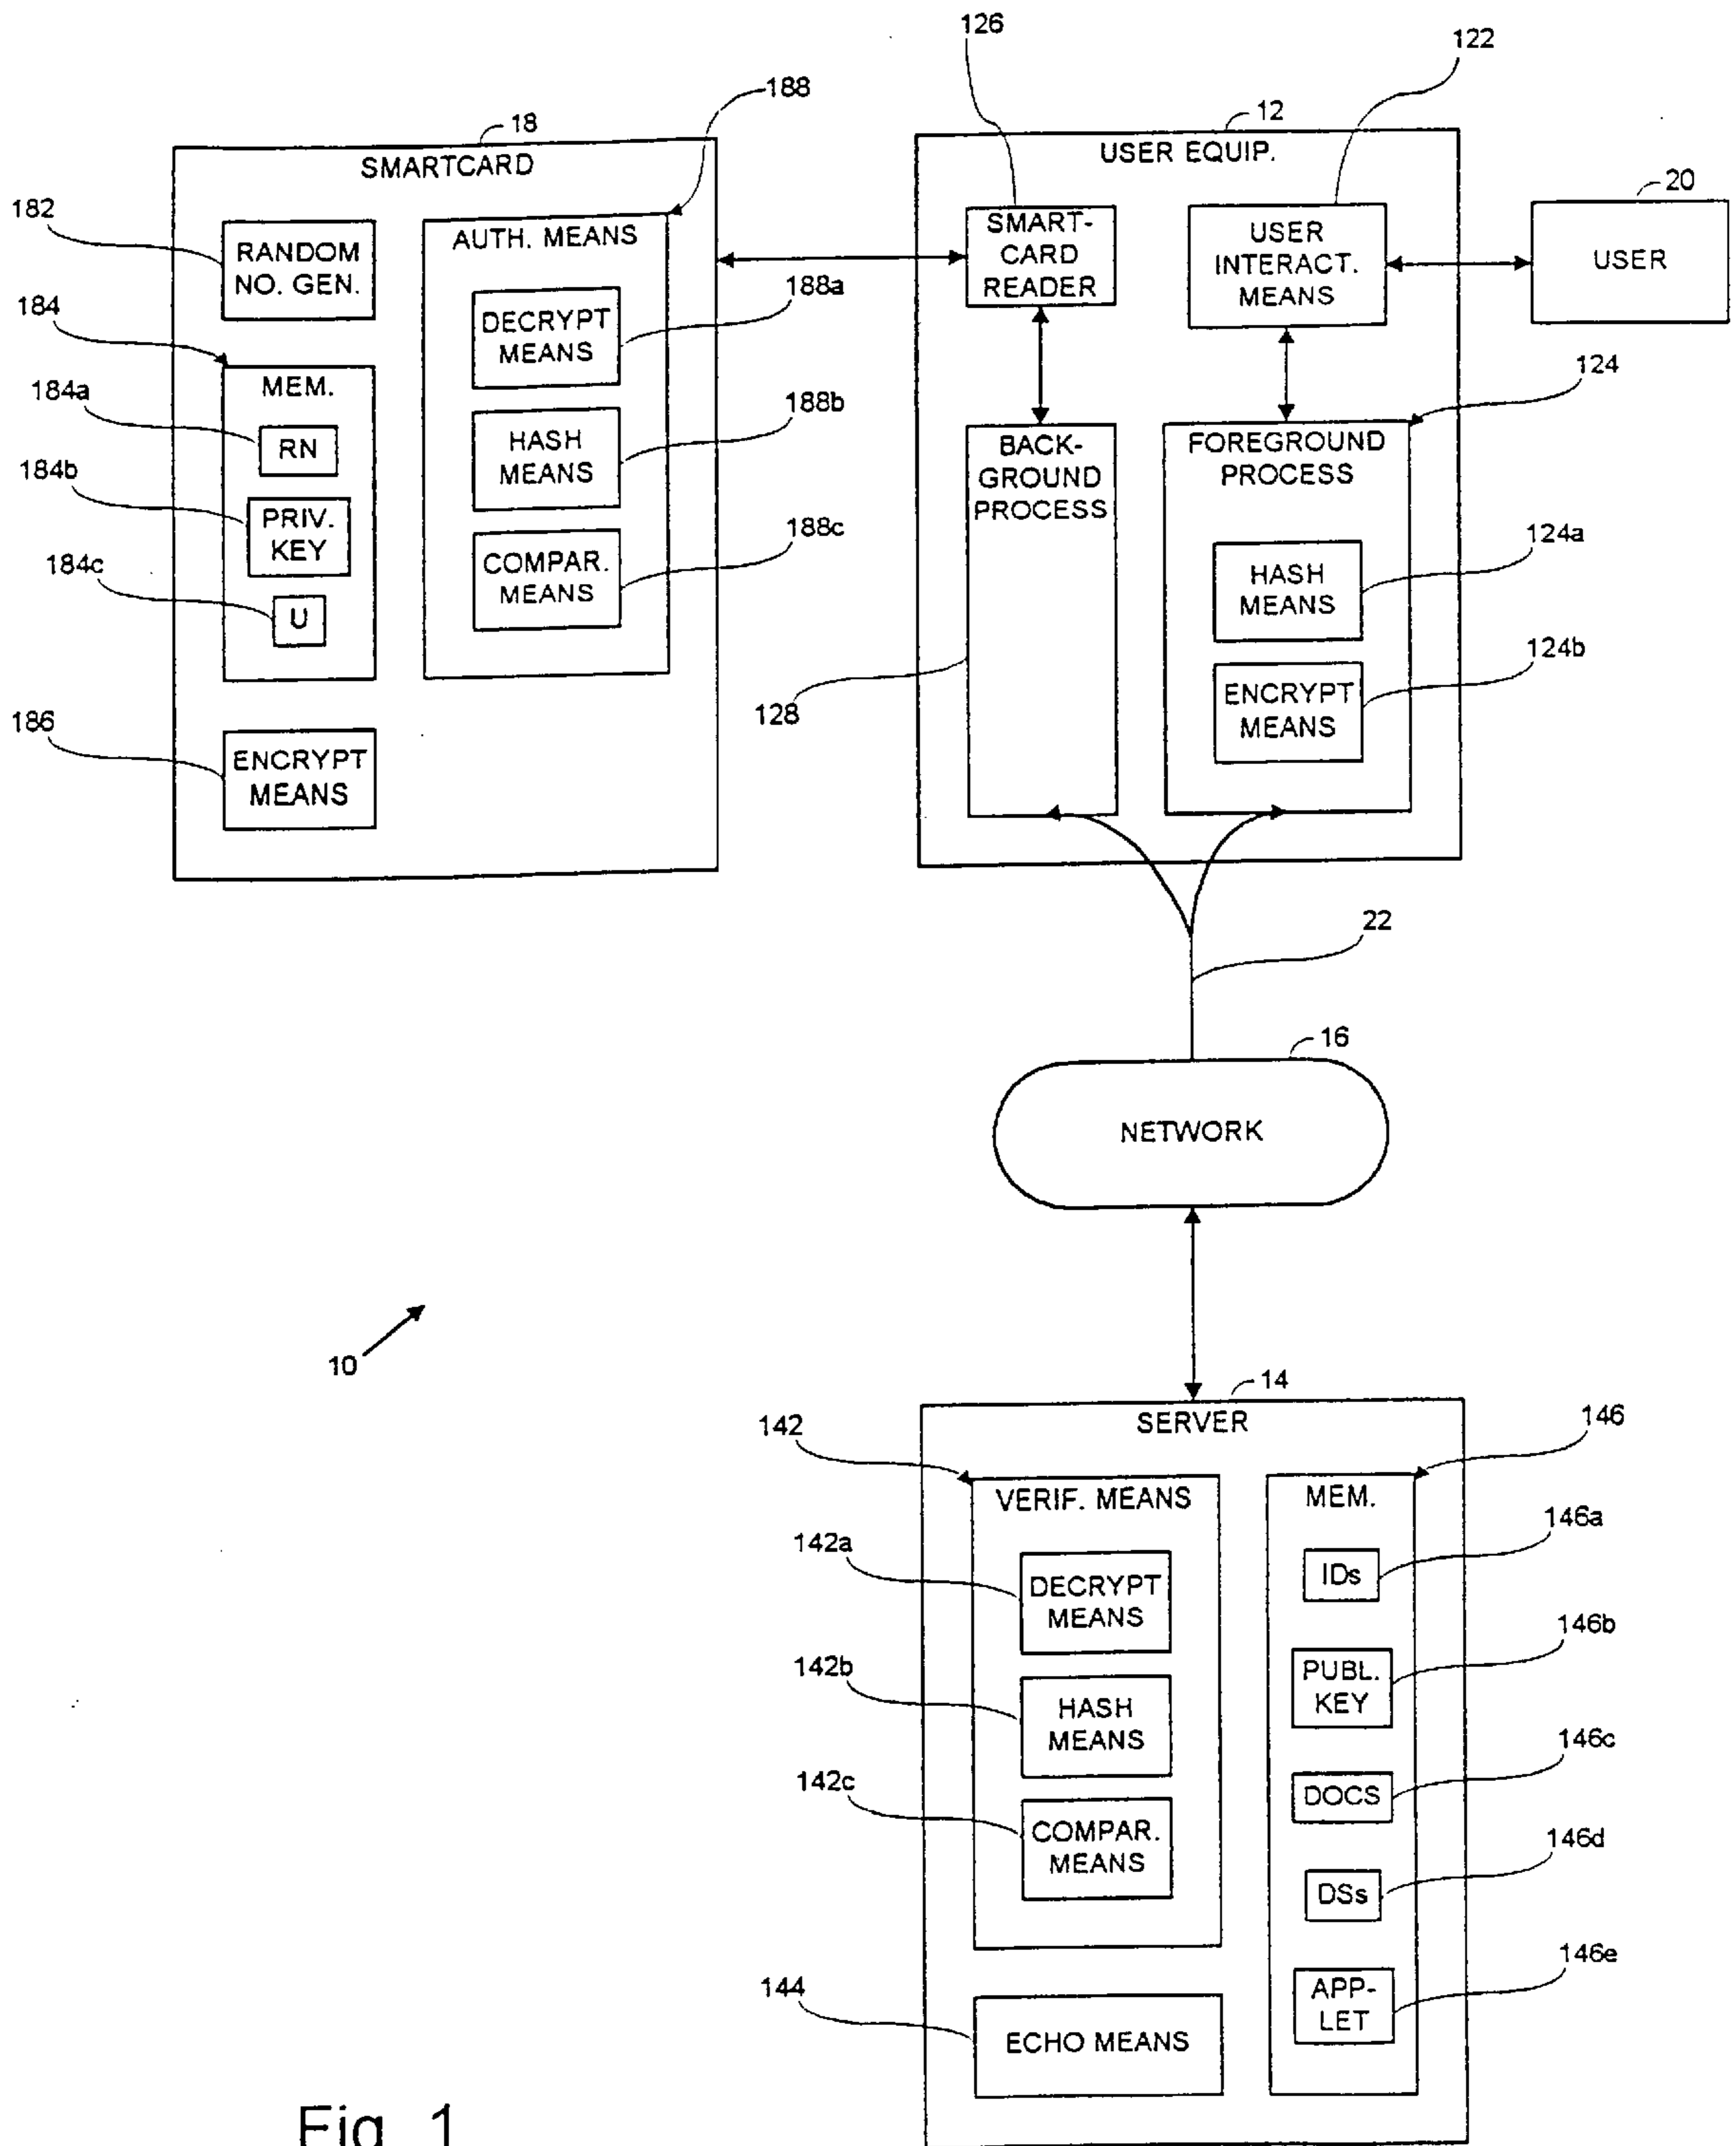 126
122
188
18
12
SMARTCARD
USER EQUIP.
20
182
RANDOM
NO. GEN.
AUTH. MEANS
SMART-
CARD
READER
USER
INTERACT.
MEANS
USER
184
188a
DECRYPT
MEANS
124
MEM.
184a
RN
188b
HASH
MEANS
BACK-
GROUND
PROCESS
FOREGROUND
PROCESS
184b
PRIV.
KEY
188c
COMPAR.
MEANS
124a
HASH
MEANS
184c
U
124b
ENCRYPT
MEANS
128
186
ENCRYPT
MEANS
22
16
NETWORK
10
14
SERVER
142
146
VERIF. MEANS
MEM.
142a
DECRYPT
MEANS
146a
IDs
142b
HASH
MEANS
146b
PUBL.
KEY
142c
COMPAR.
MEANS
146c
DOCS
146d
DSs
144
ECHO MEANS
146e
APP-
LET
Fig. 1